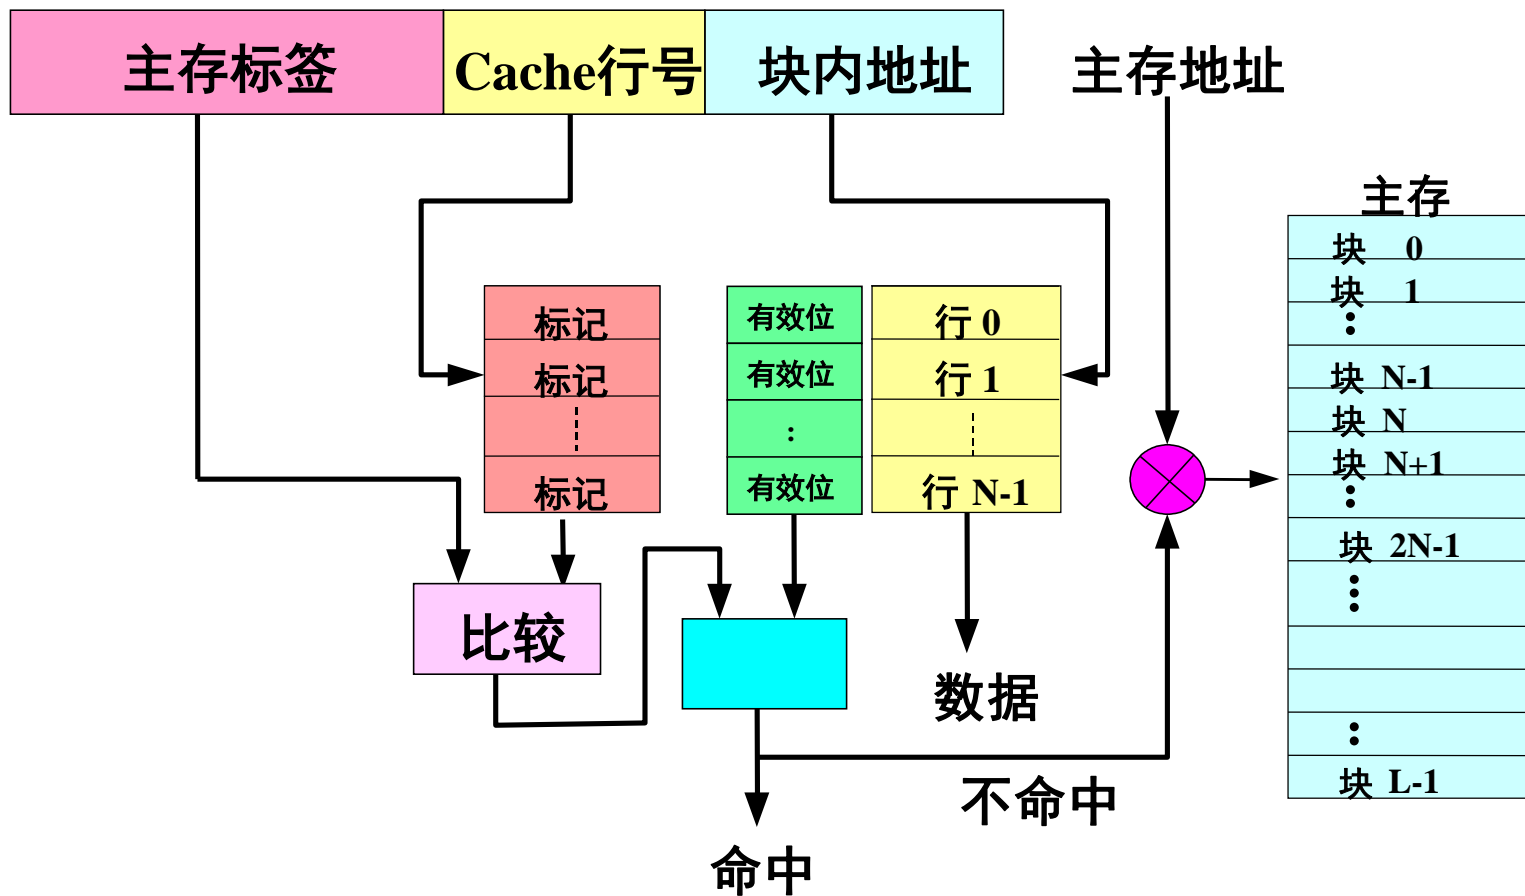 主存标签 Cache行号 块内地址 主存地址
主存
块 0
块 1
块 N-1
块 N
块 N+1
块 2N-1
块 L-1
标记
标记
标记
有效位
有效位
:
有效位
行 0
行 1
行 N-1
比较
数据
不命中
命中